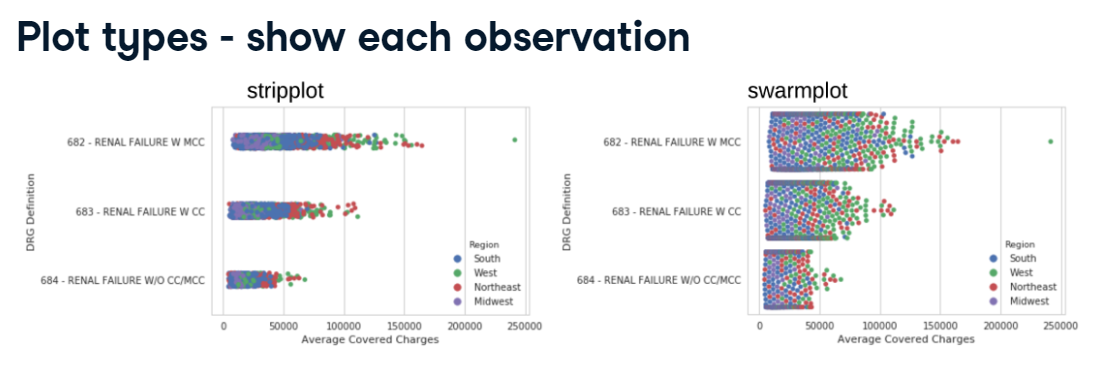 Plot types - show each observation
stripplot
682 - RENAL FAILURE W MCC
683 - RENAL FAILURE W CC
684 - RENAL FAILURE W/O CC/MCC
DRG Definition
Region
South
West
Northeast
Midwest
0 50000 100000 150000 200000 250000
Average Covered Charges
swarmplot
682 - RENAL FAILURE W MCC
683 - RENAL FAILURE W CC
684 - RENAL FAILURE W/O CC/MCC
DRG Definition
Region
South
West
Northeast
Midwest
0 50000 100000 150000 200000 250000
Average Covered Charges